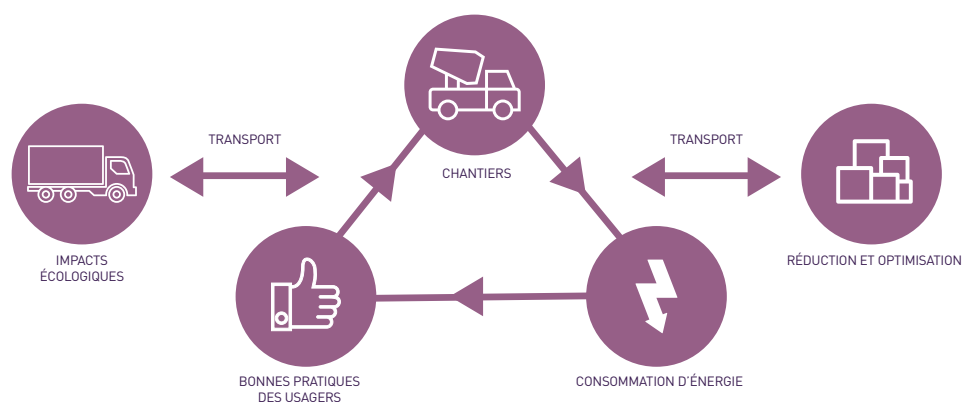 TRANSPORT
TRANSPORT
CHANTIERS
IMPACTS
ÉCOLOGIQUES
RÉDUCTION ET OPTIMISATION
BONNES PRATIQUES
DES USAGERS
CONSOMMATION D'ÉNERGIE